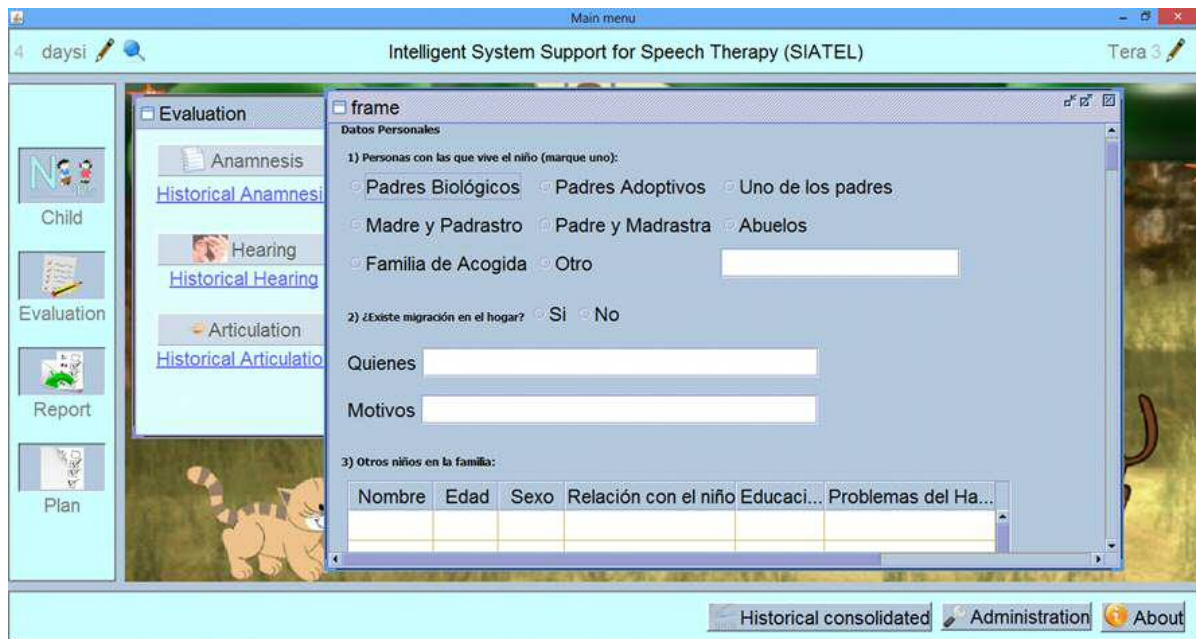 Main menu
4 daysi
Intelligent System Support for Speech Therapy (SIATEL)
Tera 3
Child
Evaluation
Report
Plan
Evaluation
Anamnesis
Historical Anamnesi
Hearing
Historical Hearing
Articulation
Historical Articulatio
frame
Datos Personales
1) Personas con las que vive el niño (marque uno):
Padres Biológicos Padres Adoptivos Uno de los padres
Madre y Padrastro Padre y Madrastra Abuelos
Familia de Acogida Otro
2) ¿Existe migración en el hogar? Si No
Quienes
Motivos
3) Otros niños en la familia:
Nombre Edad Sexo Relación con el niño Educaci... Problemas del Ha...
Historical consolidated Administration About